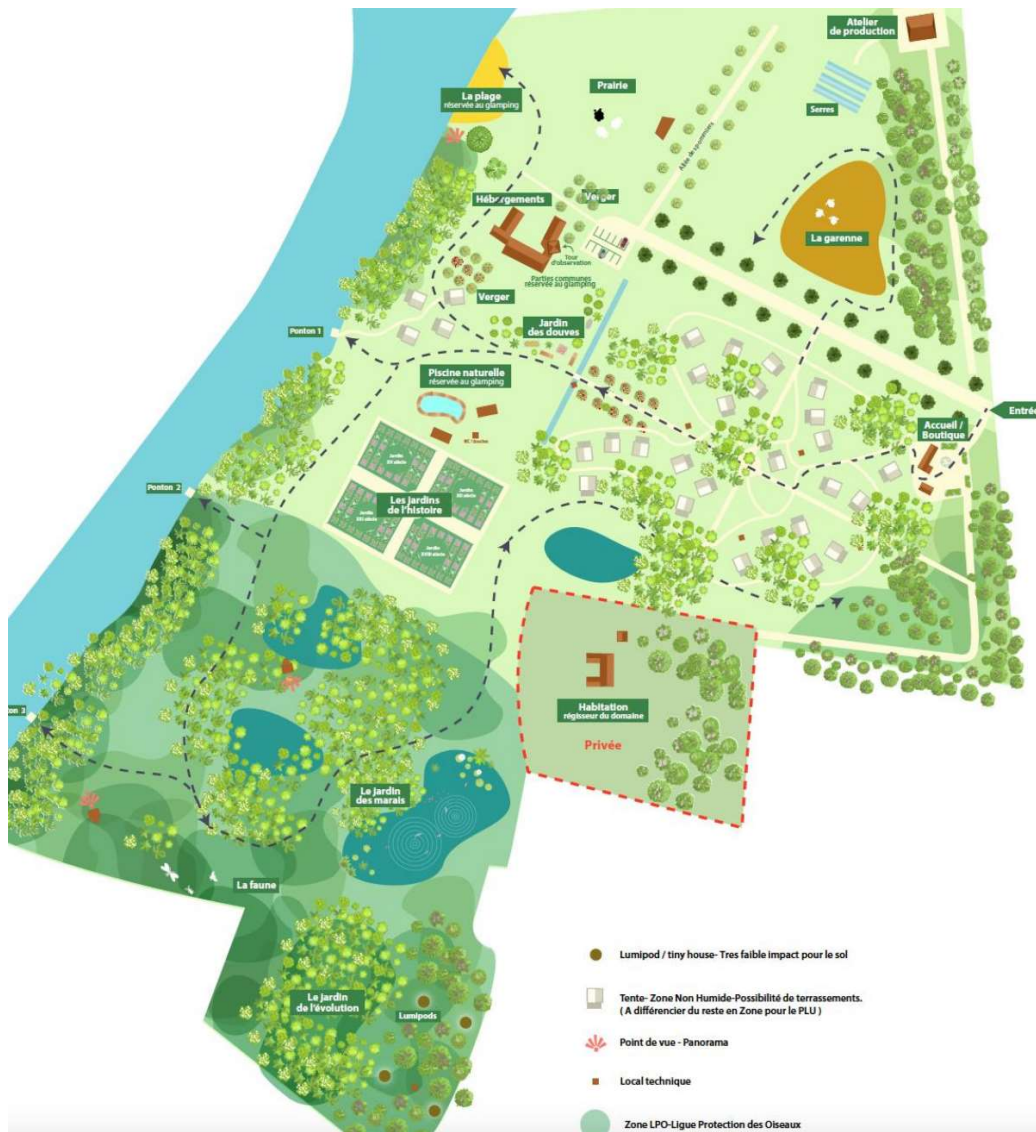 Atelier
de production
La plage
réservée au glamping
Prairie
Serres
Allée de
Hébergements
Verger
La garenne
Tour
d'observation
Parties communes
réservée au glamping
Verger
Ponton 1
Jardin
des douves
Piscine naturelle
réservée au glamping
Entrée
Accueil /
Boutique
Ponton 2
Les jardins
de l'histoire
Habitation
régisseur du domaine
Privée
Le jardin
des marais
La faune
Le jardin
de l'évolution
Lumipods
Lumipod / tiny house- Tres faible impact pour le sol
Tente- Zone Non Humide-Possibilité de terrassements.
( A différencier du reste en Zone pour le PLU )
Point de vue - Panorama
Local technique
Zone LPO-Ligue Protection des Oiseaux